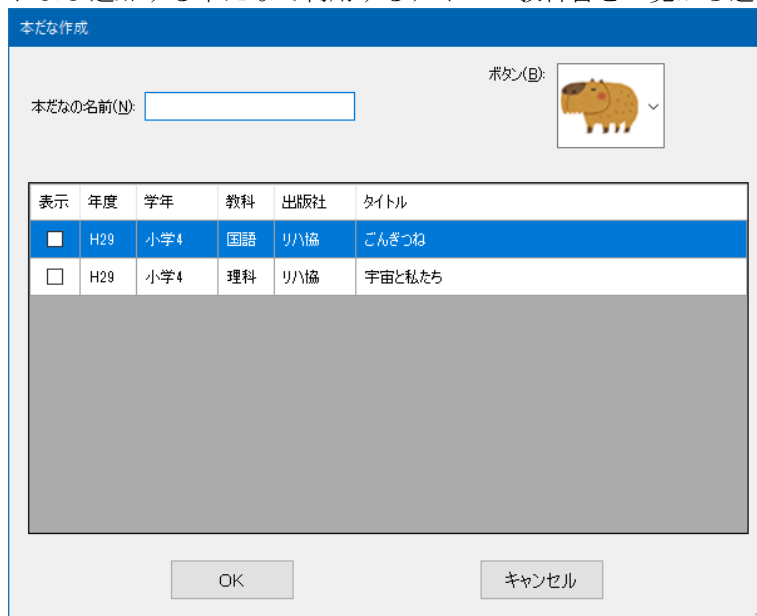 本だな作成
ボタン(B):
本だなの名前(N):
表示 年度 学年 教科 出版社 タイトル
H29 小学4 国語 リハ協 ごんぎつね
H29 小学4 理科 リハ協 宇宙と私たち
OK キャンセル